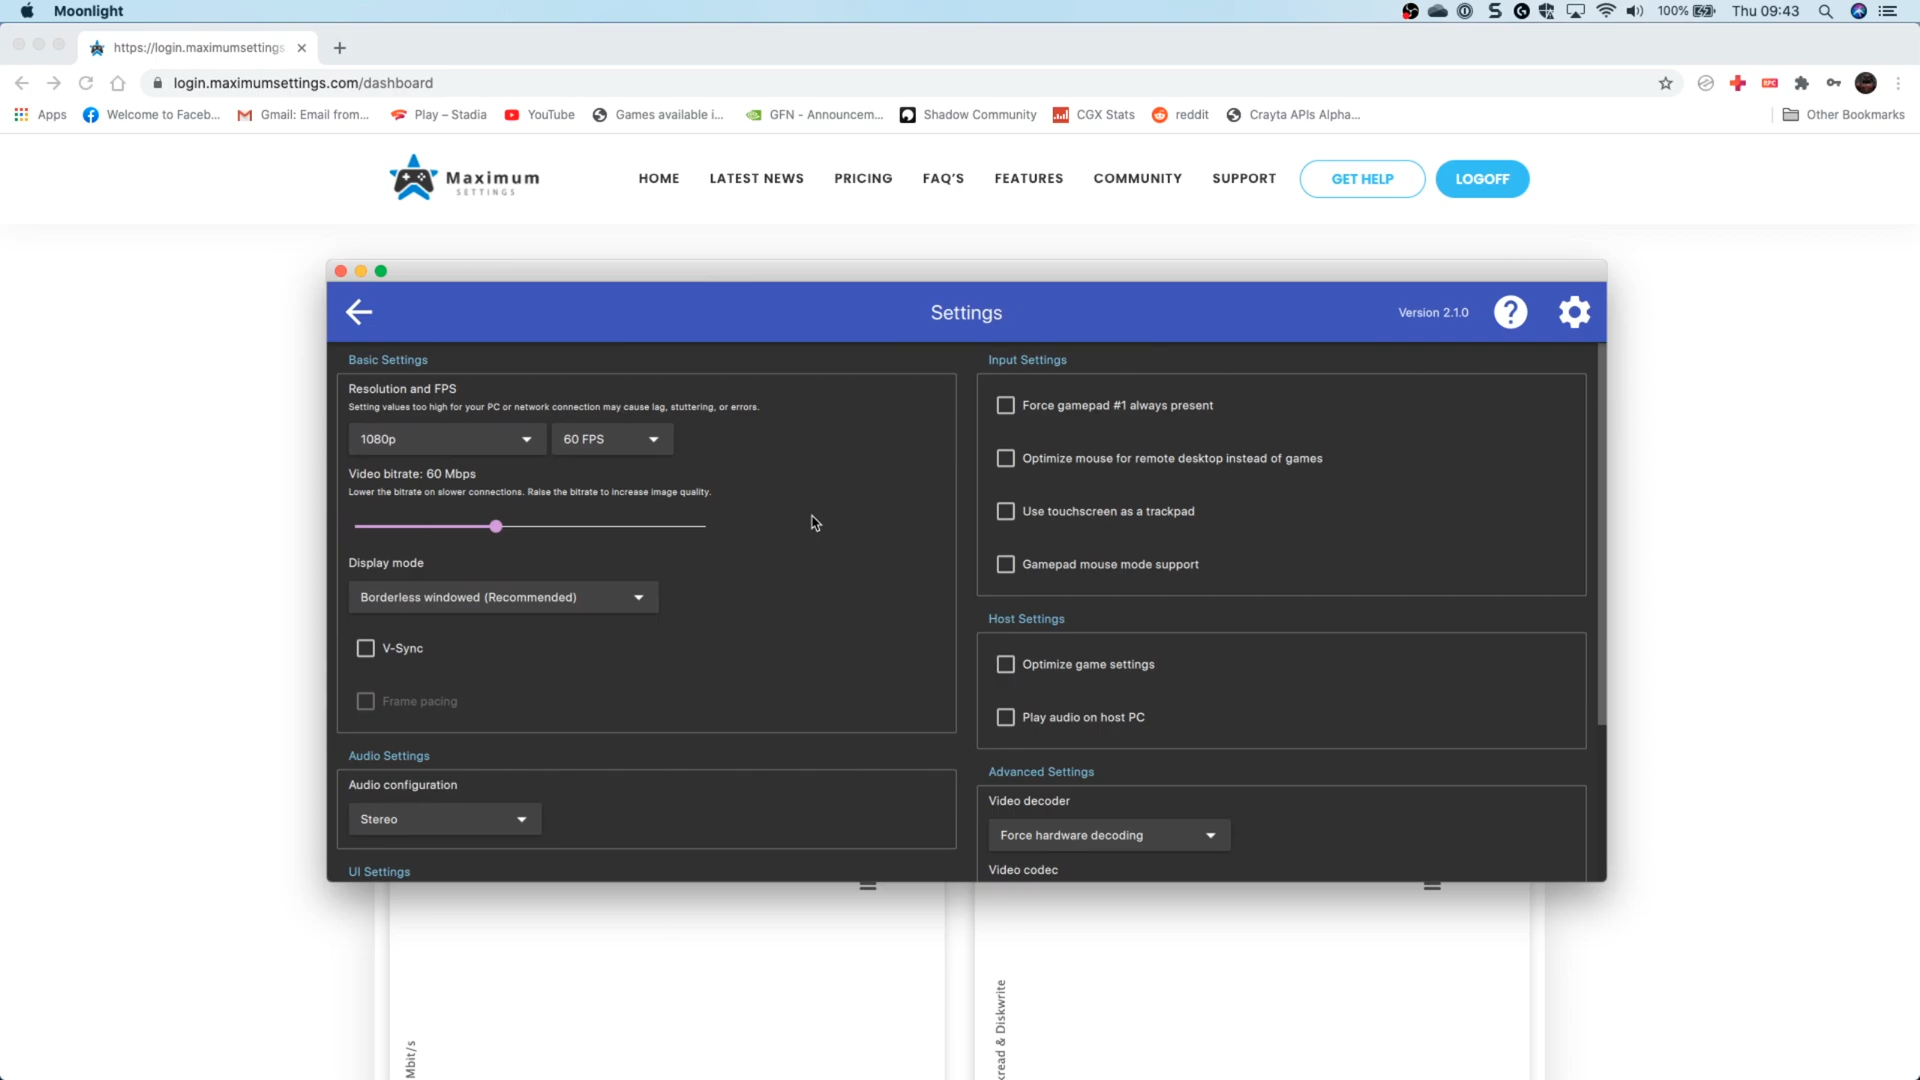 Moonlight
100%
Thu 09:43
https://login.maximumsettings
login.maximumsettings.com/dashboard
Apps
Welcome to Faceb...
Gmail: Email from...
Play – Stadia
YouTube
Games available i...
GFN - Announcem...
Shadow Community
CGX Stats
reddit
Crayta APIs Alpha...
Other Bookmarks
Maximum
SETTINGS
HOME
LATEST NEWS
PRICING
FAQ'S
FEATURES
COMMUNITY
SUPPORT
GET HELP
LOGOFF
Settings
Version 2.1.0
Basic Settings
Resolution and FPS
Setting values too high for your PC or network connection may cause lag, stuttering, or errors.
1080p
60 FPS
Video bitrate: 60 Mbps
Lower the bitrate on slower connections. Raise the bitrate to increase image quality.
Display mode
Borderless windowed (Recommended)
V-Sync
Frame pacing
Audio Settings
Audio configuration
Stereo
UI Settings
Input Settings
Force gamepad #1 always present
Optimize mouse for remote desktop instead of games
Use touchscreen as a trackpad
Gamepad mouse mode support
Host Settings
Optimize game settings
Play audio on host PC
Advanced Settings
Video decoder
Force hardware decoding
Video codec
Mbit/s
kread & Diskwrite